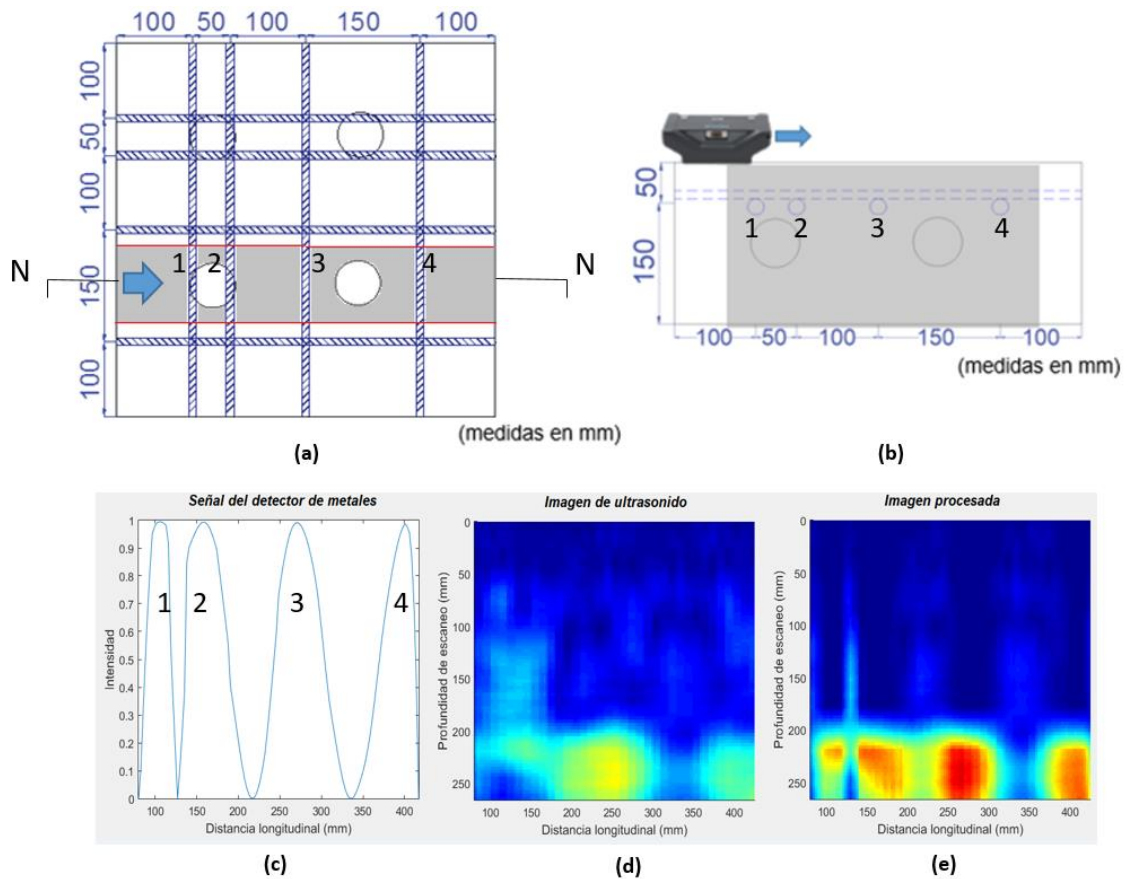 100 50 100 150
100
50
100
150
100
N
1 2 3 4
N
(medidas en mm)
(a)
50
150
1 2 3 4
100 50 100 150 100
(medidas en mm)
(b)
Señal del detector de metales
Intensidad
1
0.9
0.8
0.7
0.6
0.5
0.4
0.3
0.2
0.1
0
1 2 3 4
100 150 200 250 300 350 400
Distancia longitudinal (mm)
(c)
Imagen de ultrasonido
Profundidad de escaneo (mm)
0
50
100
150
200
250
100 150 200 250 300 350 400
Distancia longitudinal (mm)
(d)
Imagen procesada
Profundidad de escaneo (mm)
0
50
100
150
200
250
100 150 200 250 300 350 400
Distancia longitudinal (mm)
(e)